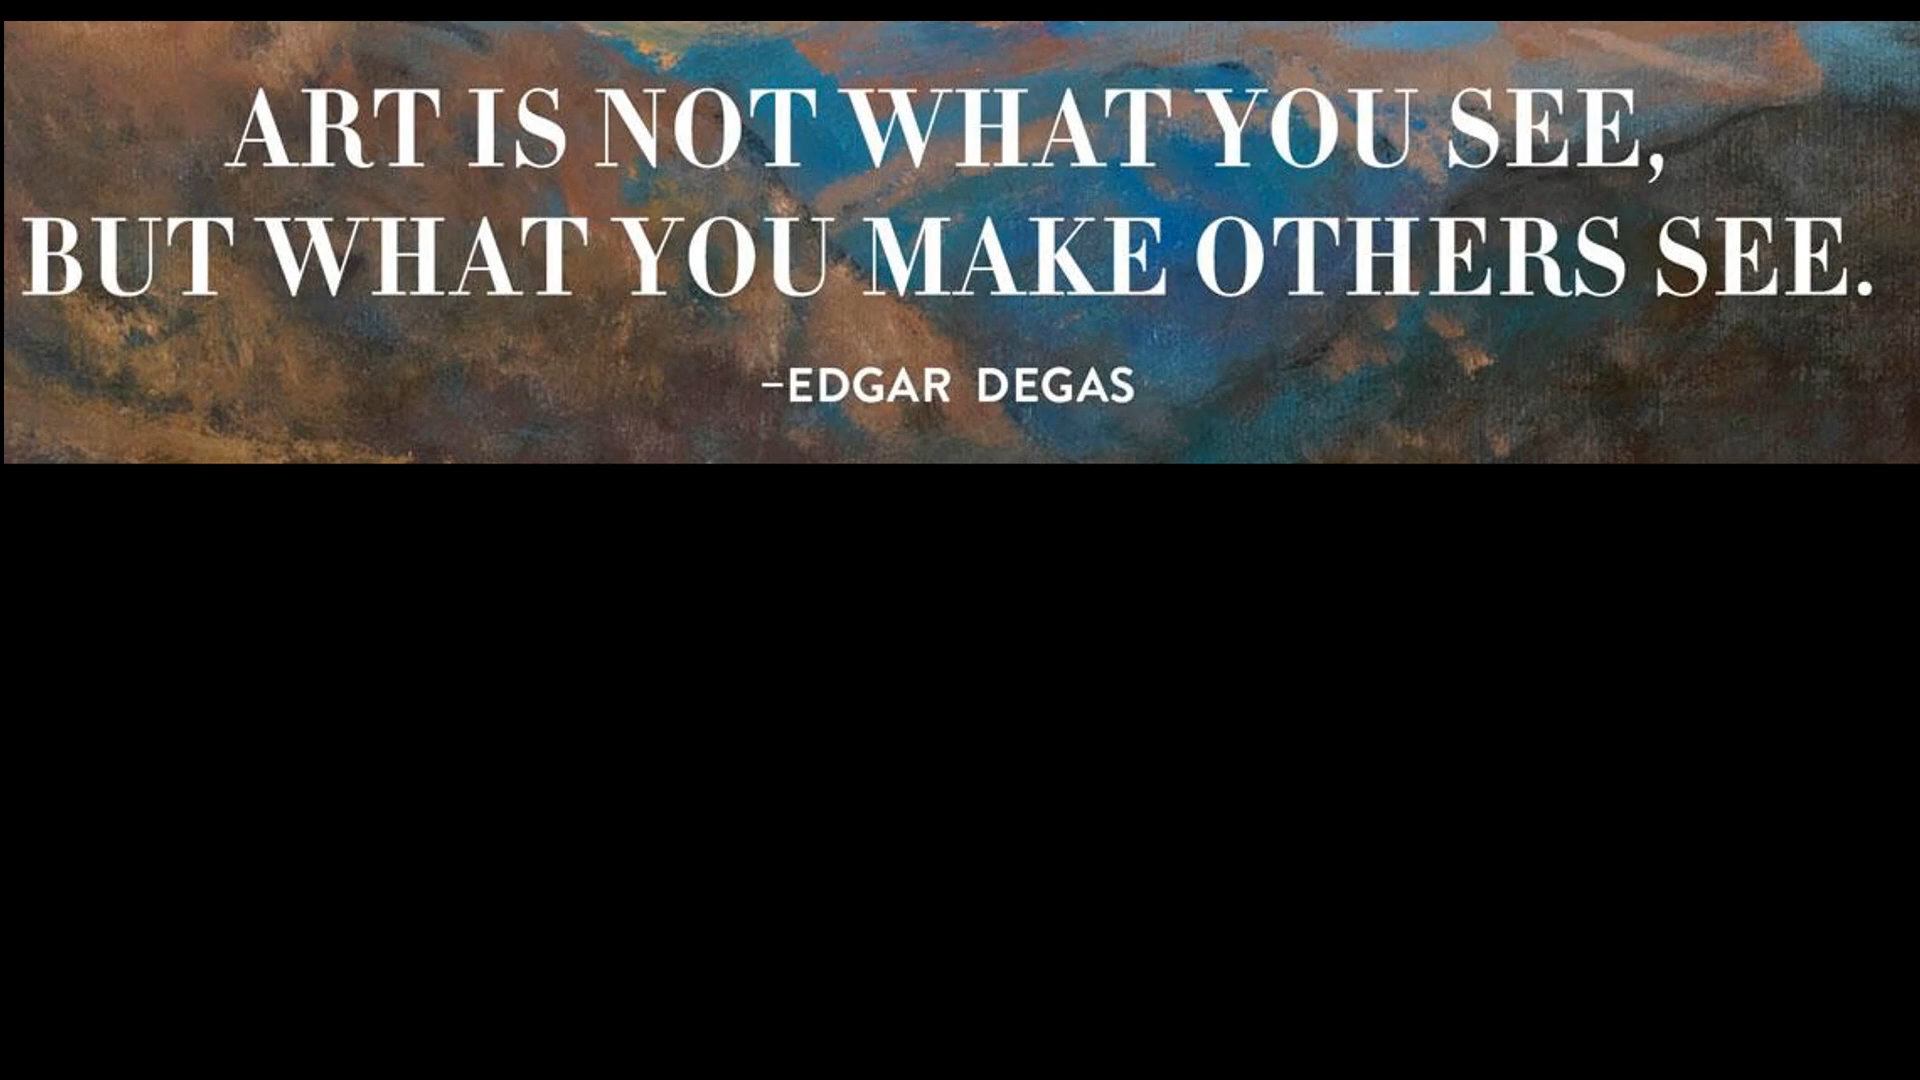 ART IS NOT WHAT YOU SEE,
BUT WHAT YOU MAKE OTHERS SEE.
–EDGAR DEGAS